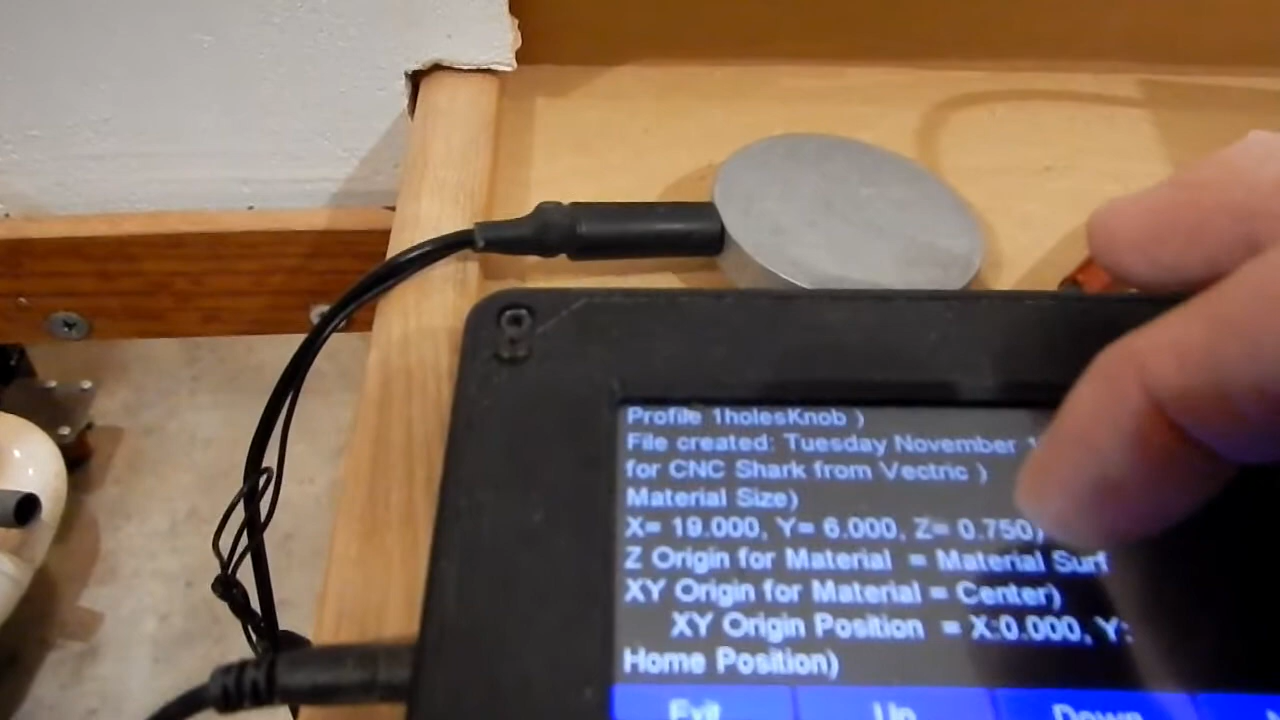 Profile 1holesKnob )
File created: Tuesday November
for CNC Shark from Vectric )
Material Size)
X= 19.000, Y= 6.000, Z= 0.750)
Z Origin for Material = Material Surf
XY Origin for Material = Center)
XY Origin Position = X:0.000, Y:
Home Position)
Exit Up Down